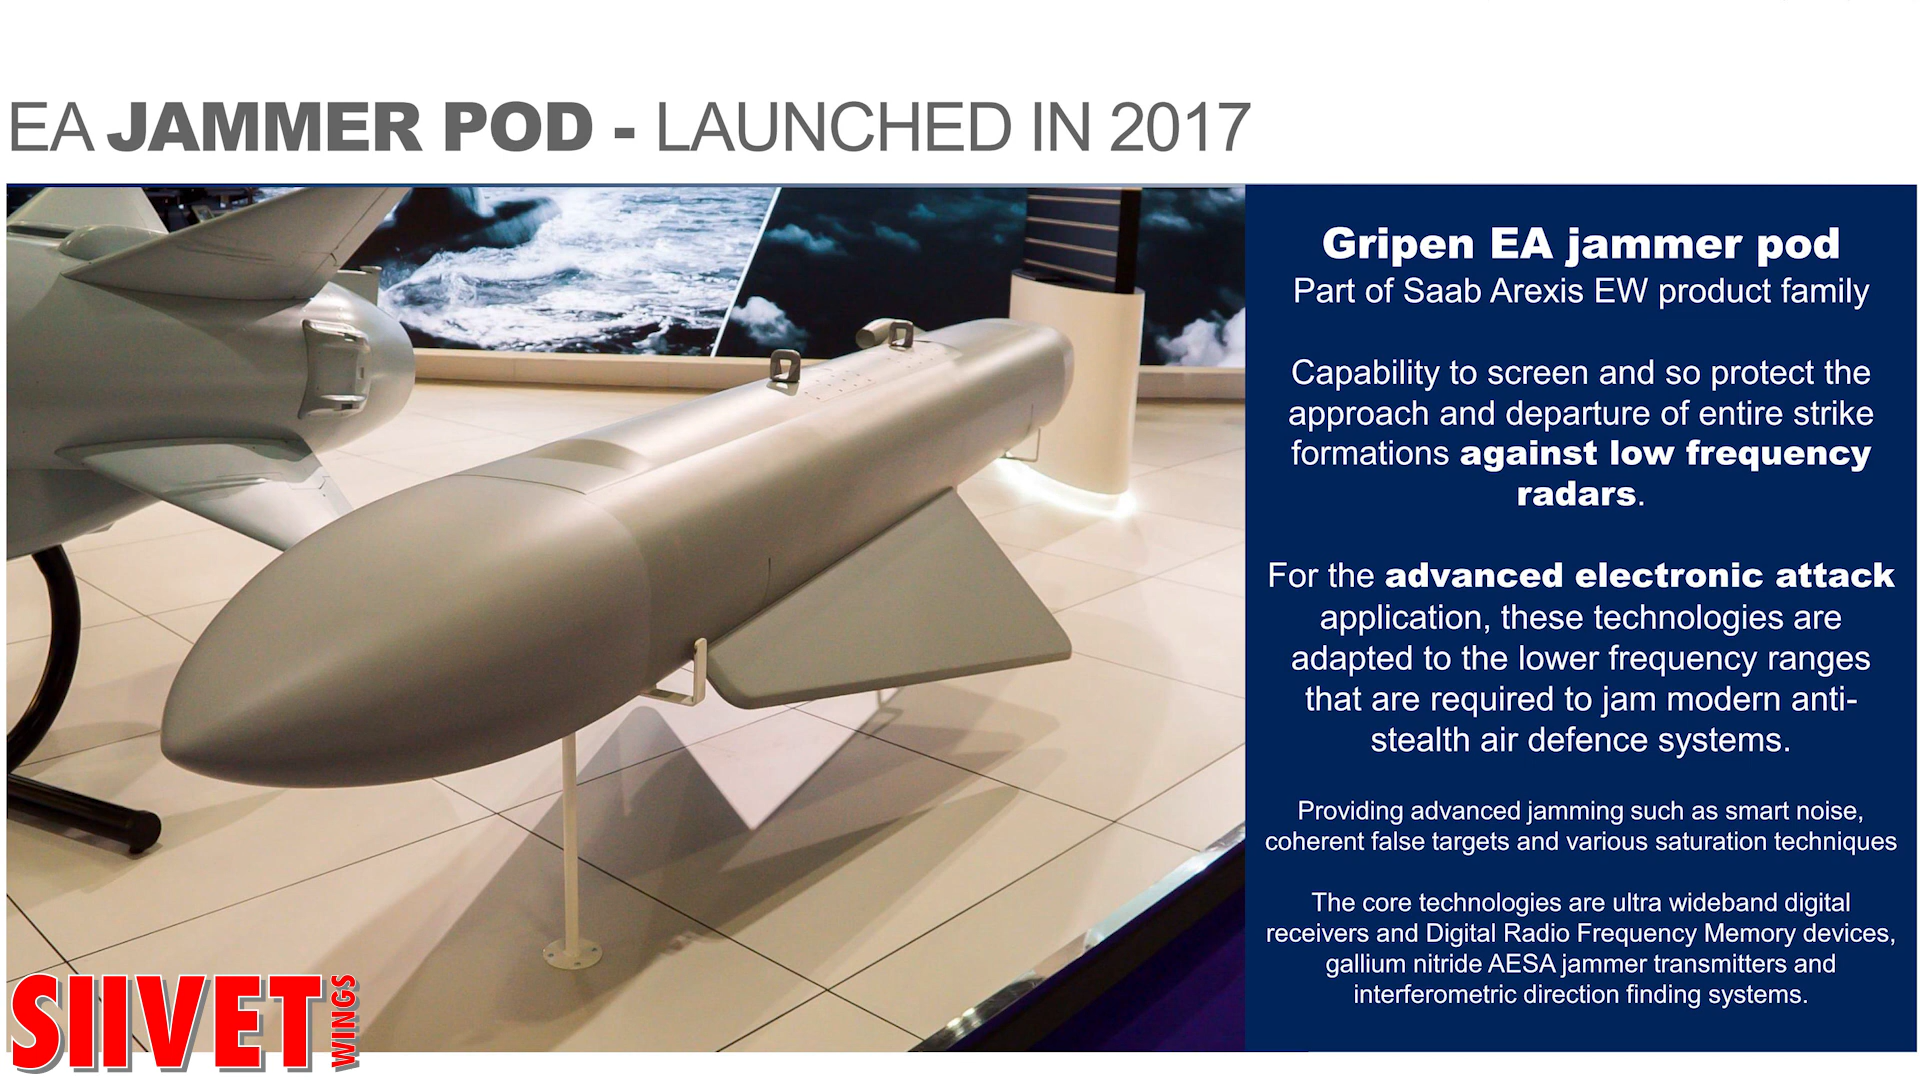 EA JAMMER POD - LAUNCHED IN 2017
Gripen EA jammer pod
Part of Saab Arexis EW product family
Capability to screen and so protect the
approach and departure of entire strike
formations against low frequency
radars.
For the advanced electronic attack
application, these technologies are
adapted to the lower frequency ranges
that are required to jam modern anti-
stealth air defence systems.
Providing advanced jamming such as smart noise,
coherent false targets and various saturation techniques
The core technologies are ultra wideband digital
receivers and Digital Radio Frequency Memory devices,
gallium nitride AESA jammer transmitters and
interferometric direction finding systems.
SIIVET
WINGS